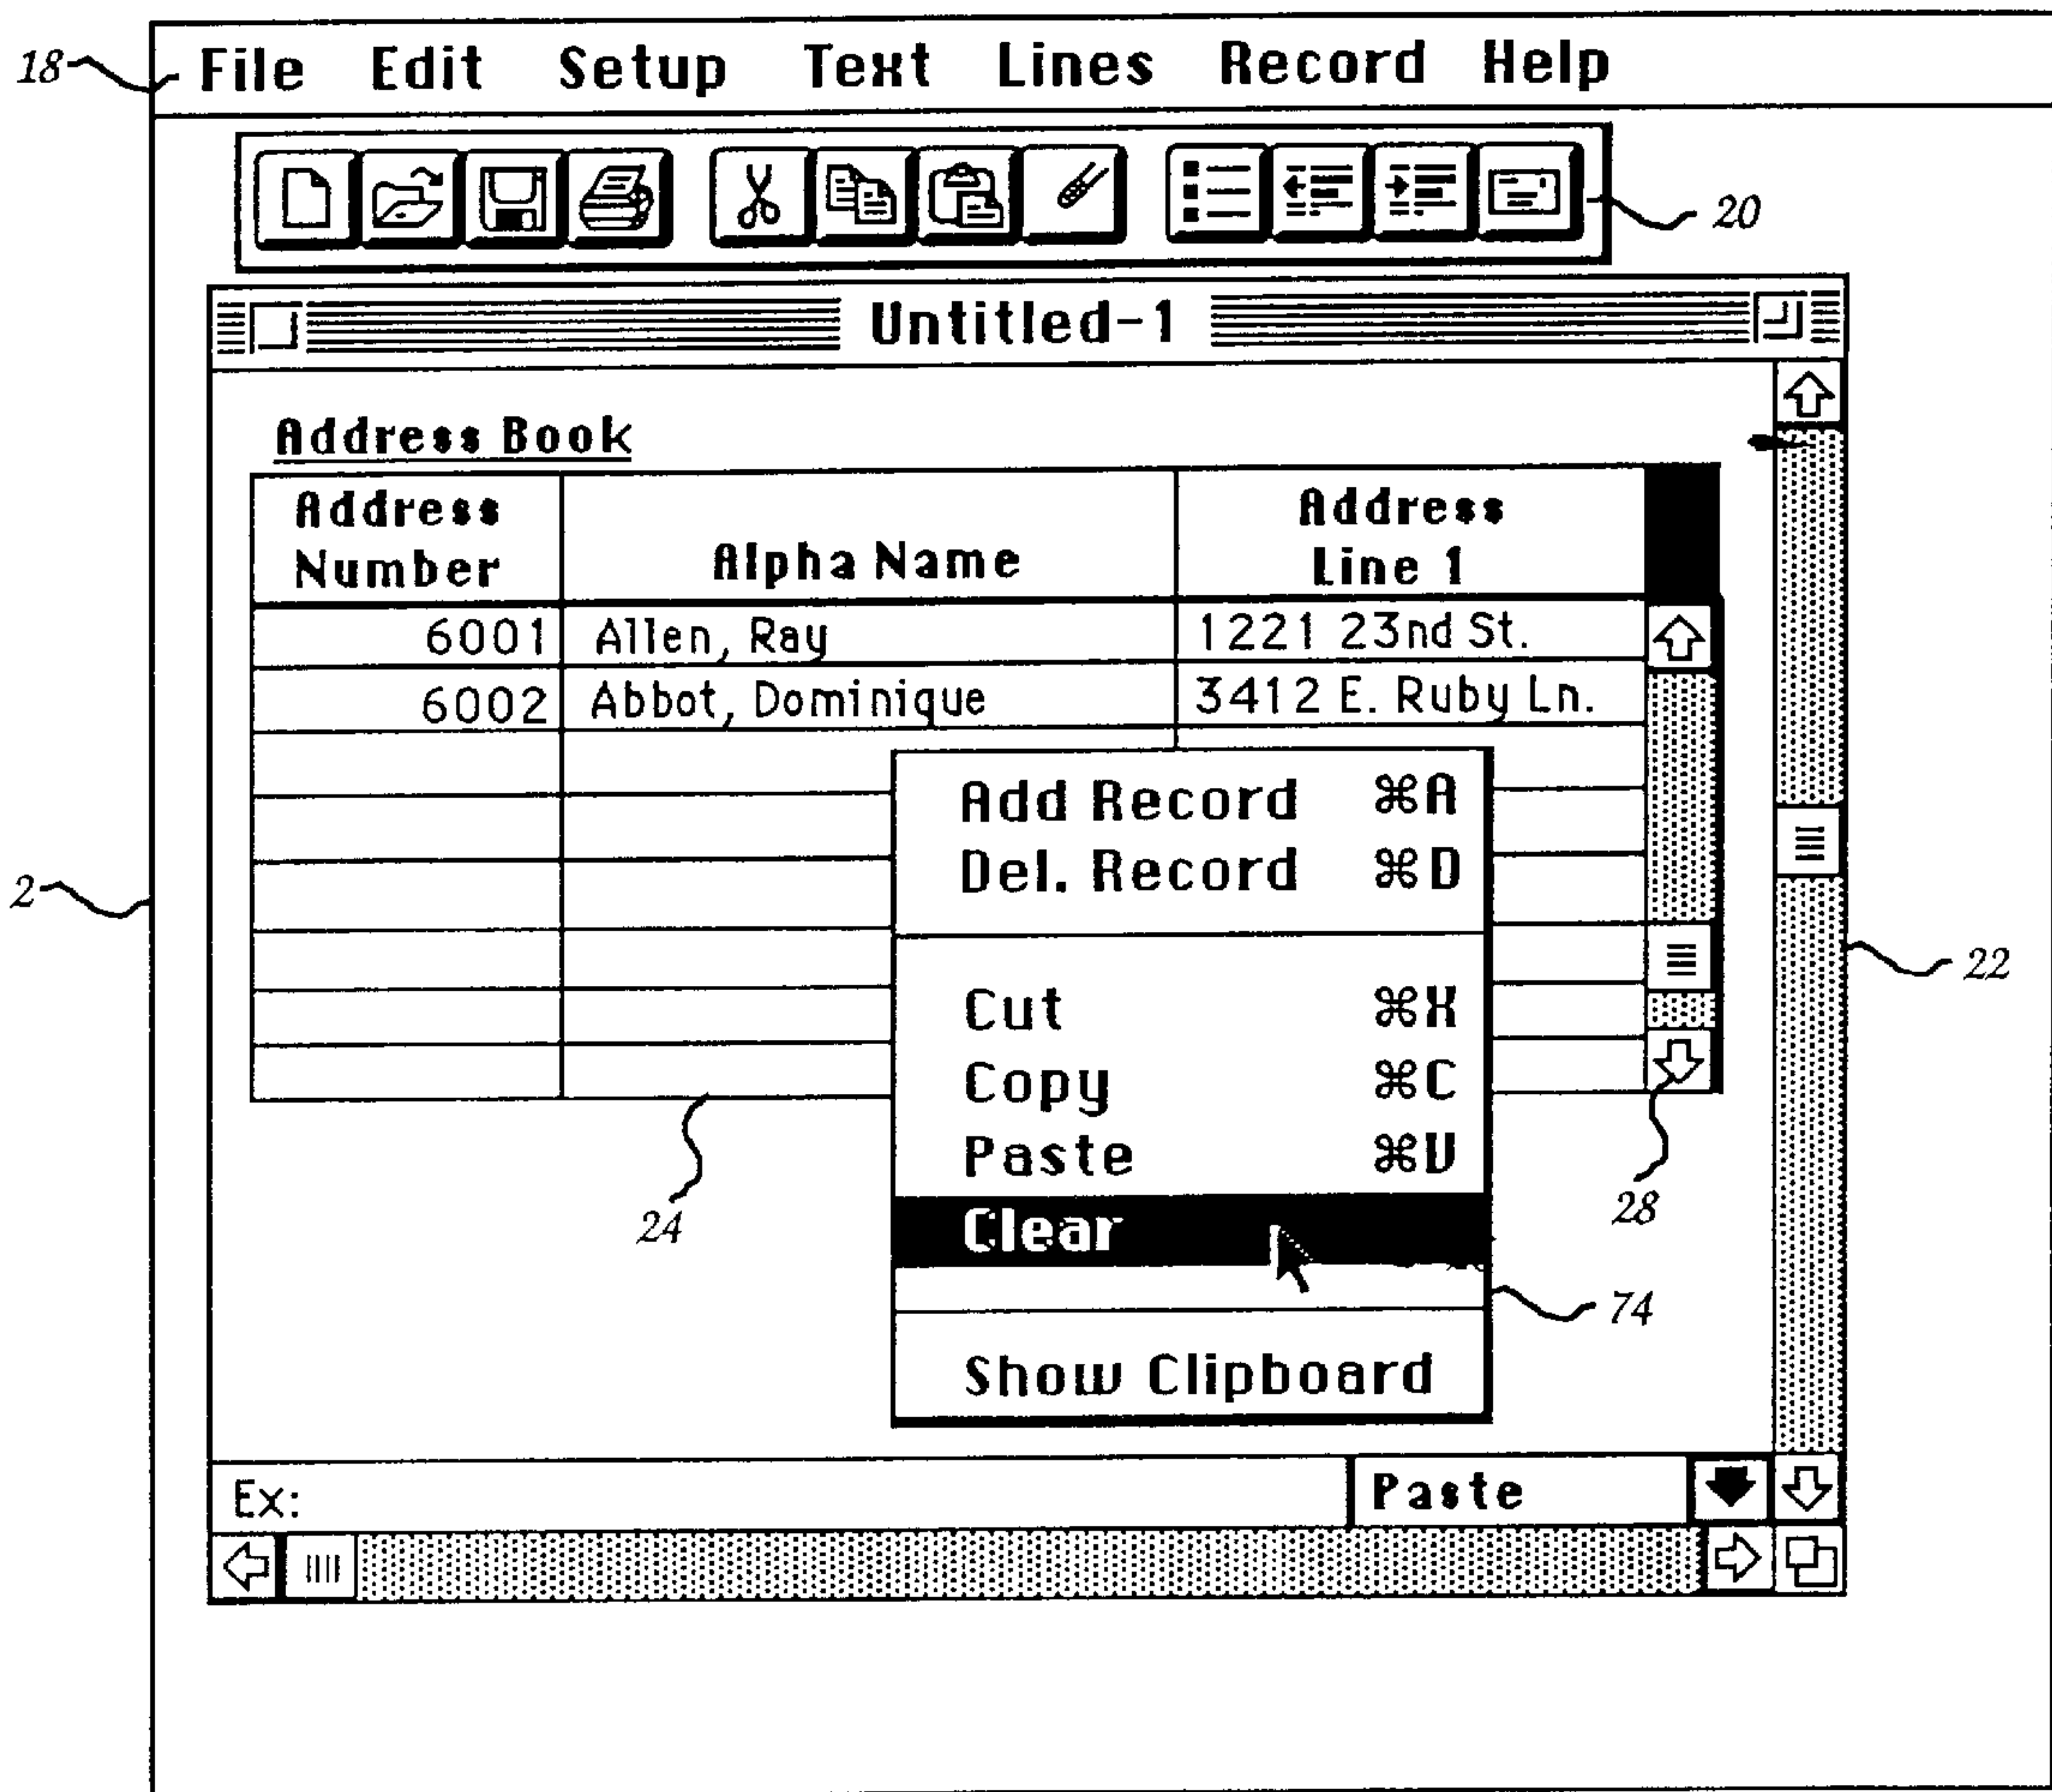 18 File Edit Setup Text Lines Record Help
20
Untitled-1
Address Book
Address Number Alpha Name Address Line 1
6001 Allen, Ray 1221 23nd St.
6002 Abbot, Dominique 3412 E. Ruby Ln.
Add Record ⌘A
Del. Record ⌘D
2
22
Cut ⌘X
Copy ⌘C
Paste ⌘V
24
28
Clear
74
Show Clipboard
Ex: Paste